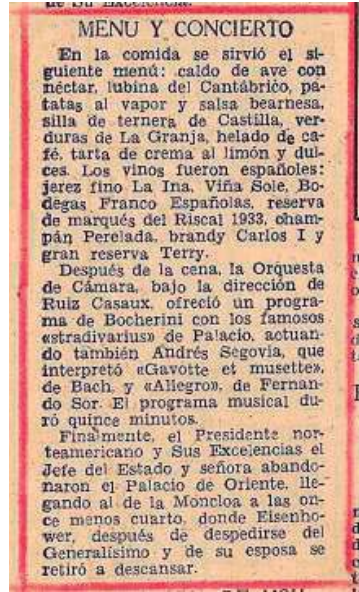 de Su Excelencia.
MENU Y CONCIERTO
En la comida se sirvió el si-
guiente menú: caldo de ave con
néctar, lubina del Cantábrico, pa-
tatas al vapor y salsa bearnesa,
silla de ternera de Castilla, ver-
duras de La Granja, helado de ca-
fé, tarta de crema al limón y dul-
ces. Los vinos fueron españoles:
jerez fino La Ina, Viña Sole, Bo-
degas Franco Españolas, reserva
de marqués del Riscal 1933, cham-
pán Perelada, brandy Carlos I y
gran reserva Terry.
Después de la cena, la Orquesta
de Cámara, bajo la dirección de
Ruiz Casaux, ofreció un progra-
ma de Bocherini con los famosos
«stradivarius» de Palacio, actuan-
do también Andrés Segovia, que
interpretó «Gavotte et musette»,
de Bach, y «Allegro», de Fernan-
do Sor. El programa musical du-
ró quince minutos.
Finalmente, el Presidente nor-
teamericano y Sus Excelencias el
Jefe del Estado y señora abando-
naron el Palacio de Oriente, lle-
gando al de la Moncloa a las on-
ce menos cuarto, donde Eisenho-
wer, después de despedirse del
Generalísimo y de su esposa se
retiró a descansar.